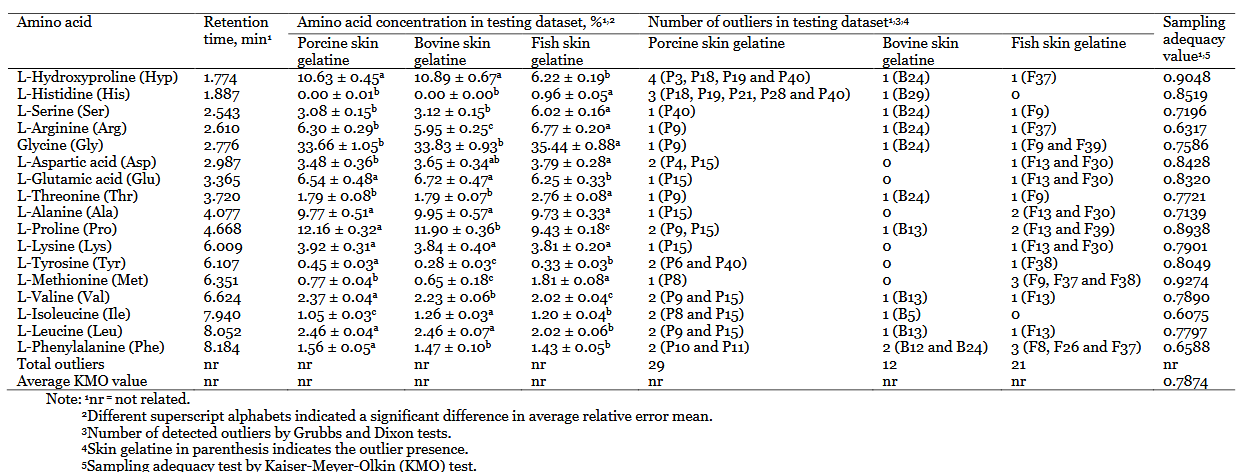 Amino acid Retention time, min¹ Amino acid concentration in testing dataset, %¹,² Number of outliers in testing dataset¹,³,⁴ Sampling adequacy value¹,⁵
Porcine skin gelatine Bovine skin gelatine Fish skin gelatine Porcine skin gelatine Bovine skin gelatine Fish skin gelatine
L-Hydroxyproline (Hyp) 1.774 10.63 ± 0.45ᵃ 10.89 ± 0.67ᵃ 6.22 ± 0.19ᵇ 4 (P3, P18, P19 and P40) 1 (B24) 1 (F37) 0.9048
L-Histidine (His) 1.887 0.00 ± 0.01ᵇ 0.00 ± 0.00ᵇ 0.96 ± 0.05ᵃ 3 (P18, P19, P21, P28 and P40) 1 (B29) 0 0.8519
L-Serine (Ser) 2.543 3.08 ± 0.15ᵇ 3.12 ± 0.15ᵇ 6.02 ± 0.16ᵃ 1 (P40) 1 (B24) 1 (F9) 0.7196
L-Arginine (Arg) 2.610 6.30 ± 0.29ᵇ 5.95 ± 0.25ᶜ 6.77 ± 0.20ᵃ 1 (P9) 1 (B24) 1 (F37) 0.6317
Glycine (Gly) 2.776 33.66 ± 1.05ᵇ 33.83 ± 0.93ᵇ 35.44 ± 0.88ᵃ 1 (P9) 1 (B24) 1 (F9 and F39) 0.7586
L-Aspartic acid (Asp) 2.987 3.48 ± 0.36ᵇ 3.65 ± 0.34ᵃᵇ 3.79 ± 0.28ᵃ 2 (P4, P15) 0 1 (F13 and F30) 0.8428
L-Glutamic acid (Glu) 3.365 6.54 ± 0.48ᵃ 6.72 ± 0.47ᵃ 6.25 ± 0.33ᵇ 1 (P15) 0 1 (F13 and F30) 0.8320
L-Threonine (Thr) 3.720 1.79 ± 0.08ᵇ 1.79 ± 0.07ᵇ 2.76 ± 0.08ᵃ 1 (P9) 1 (B24) 1 (F9) 0.7721
L-Alanine (Ala) 4.077 9.77 ± 0.51ᵃ 9.95 ± 0.57ᵃ 9.73 ± 0.33ᵃ 1 (P15) 0 2 (F13 and F30) 0.7139
L-Proline (Pro) 4.668 12.16 ± 0.32ᵃ 11.90 ± 0.36ᵇ 9.43 ± 0.18ᶜ 2 (P9, P15) 1 (B13) 2 (F13 and F39) 0.8938
L-Lysine (Lys) 6.009 3.92 ± 0.31ᵃ 3.84 ± 0.40ᵃ 3.81 ± 0.20ᵃ 1 (P15) 0 1 (F13 and F30) 0.7901
L-Tyrosine (Tyr) 6.107 0.45 ± 0.03ᵃ 0.28 ± 0.03ᶜ 0.33 ± 0.03ᵇ 2 (P6 and P40) 0 1 (F38) 0.8049
L-Methionine (Met) 6.351 0.77 ± 0.04ᵇ 0.65 ± 0.18ᶜ 1.81 ± 0.08ᵃ 1 (P8) 0 3 (F9, F37 and F38) 0.9274
L-Valine (Val) 6.624 2.37 ± 0.04ᵃ 2.23 ± 0.06ᵇ 2.02 ± 0.04ᶜ 2 (P9 and P15) 1 (B13) 1 (F13) 0.7890
L-Isoleucine (Ile) 7.940 1.05 ± 0.03ᶜ 1.26 ± 0.03ᵃ 1.20 ± 0.04ᵇ 2 (P8 and P15) 1 (B5) 0 0.6075
L-Leucine (Leu) 8.052 2.46 ± 0.04ᵃ 2.46 ± 0.07ᵃ 2.02 ± 0.06ᵇ 2 (P9 and P15) 1 (B13) 1 (F13) 0.7797
L-Phenylalanine (Phe) 8.184 1.56 ± 0.05ᵃ 1.47 ± 0.10ᵇ 1.43 ± 0.05ᵇ 2 (P10 and P11) 2 (B12 and B24) 3 (F8, F26 and F37) 0.6588
Total outliers nr nr nr nr 29 12 21 nr
Average KMO value nr nr nr nr nr nr nr 0.7874
Note: ¹nr = not related.
²Different superscript alphabets indicated a significant difference in average relative error mean.
³Number of detected outliers by Grubbs and Dixon tests.
⁴Skin gelatine in parenthesis indicates the outlier presence.
⁵Sampling adequacy test by Kaiser-Meyer-Olkin (KMO) test.